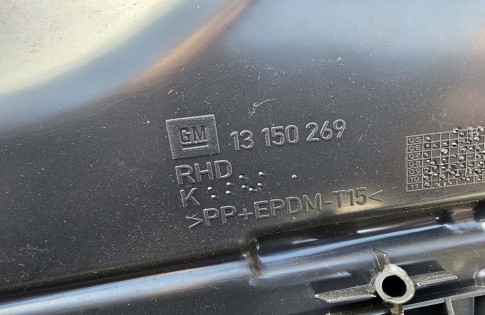 GM 13 150 269
RHD
K
>PP+EPDM-T15<